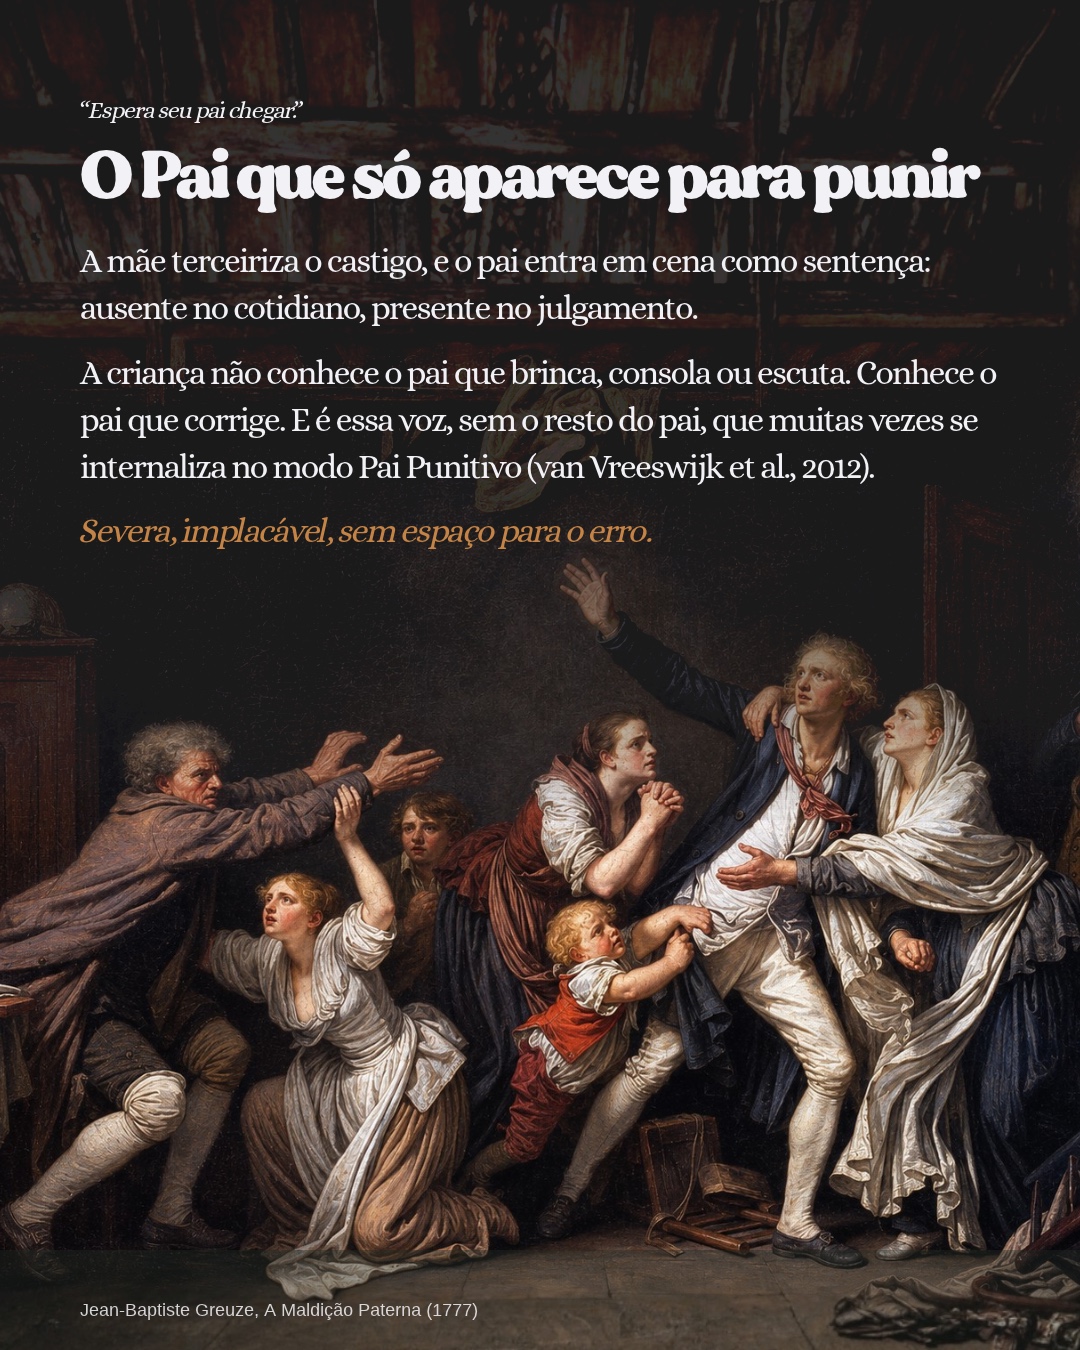 “Espera seu pai chegar.”
O Pai que só aparece para punir
A mãe terceiriza o castigo, e o pai entra em cena como sentença:
ausente no cotidiano, presente no julgamento.
A criança não conhece o pai que brinca, consola ou escuta. Conhece o
pai que corrige. E é essa voz, sem o resto do pai, que muitas vezes se
internaliza no modo Pai Punitivo (van Vreeswijk et al., 2012).
Severa, implacável, sem espaço para o erro.
Jean-Baptiste Greuze, A Maldição Paterna (1777)